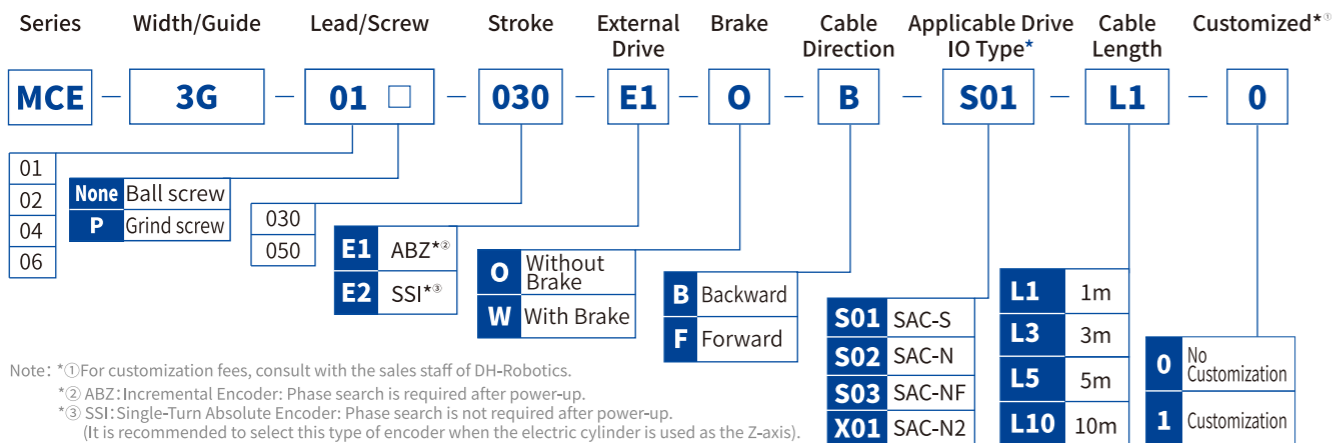 Series Width/Guide Lead/Screw Stroke External Drive Brake Cable Direction Applicable Drive IO Type* Cable Length Customized*①
MCE — 3G — 01 □ — 030 — E1 — O — B — S01 — L1 — 0
01
02
04
06
None Ball screw
P Grind screw
030
050
E1 ABZ*②
E2 SSI*③
O Without Brake
W With Brake
B Backward
F Forward
S01 SAC-S
S02 SAC-N
S03 SAC-NF
X01 SAC-N2
L1 1m
L3 3m
L5 5m
L10 10m
0 No Customization
1 Customization
Note: *①For customization fees, consult with the sales staff of DH-Robotics.
*② ABZ:Incremental Encoder: Phase search is required after power-up.
*③ SSI:Single-Turn Absolute Encoder: Phase search is not required after power-up.
(It is recommended to select this type of encoder when the electric cylinder is used as the Z-axis).